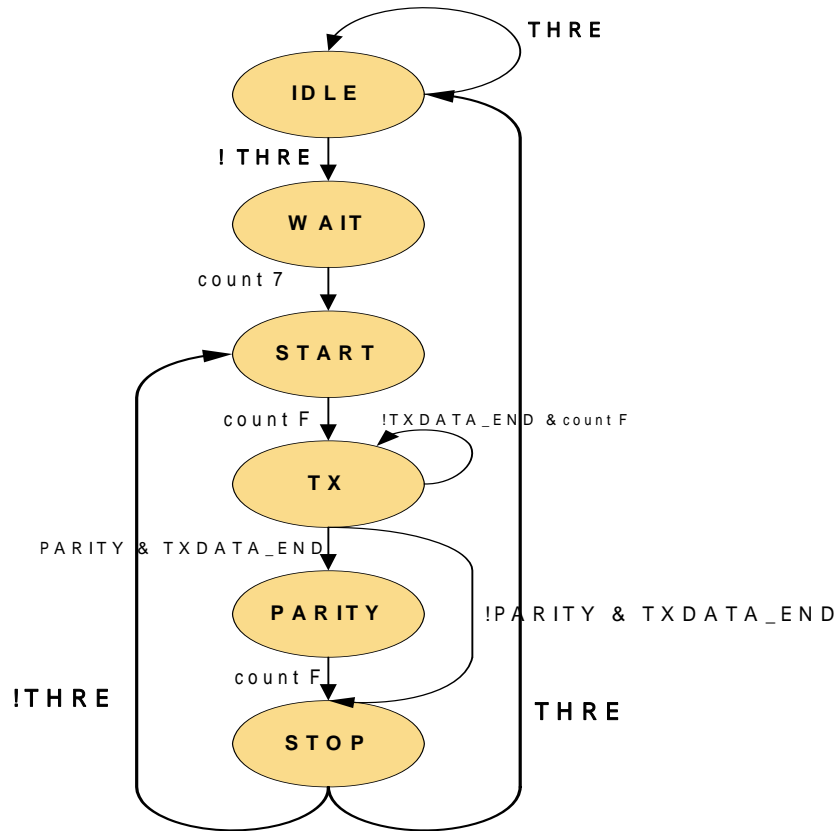 THRE
IDLE
! THRE
WAIT
count 7
START
count F
!TXDATA_END & count F
TX
PARITY & TXDATA_END
PARITY
!PARITY & TXDATA_END
count F
!THRE
THRE
STOP